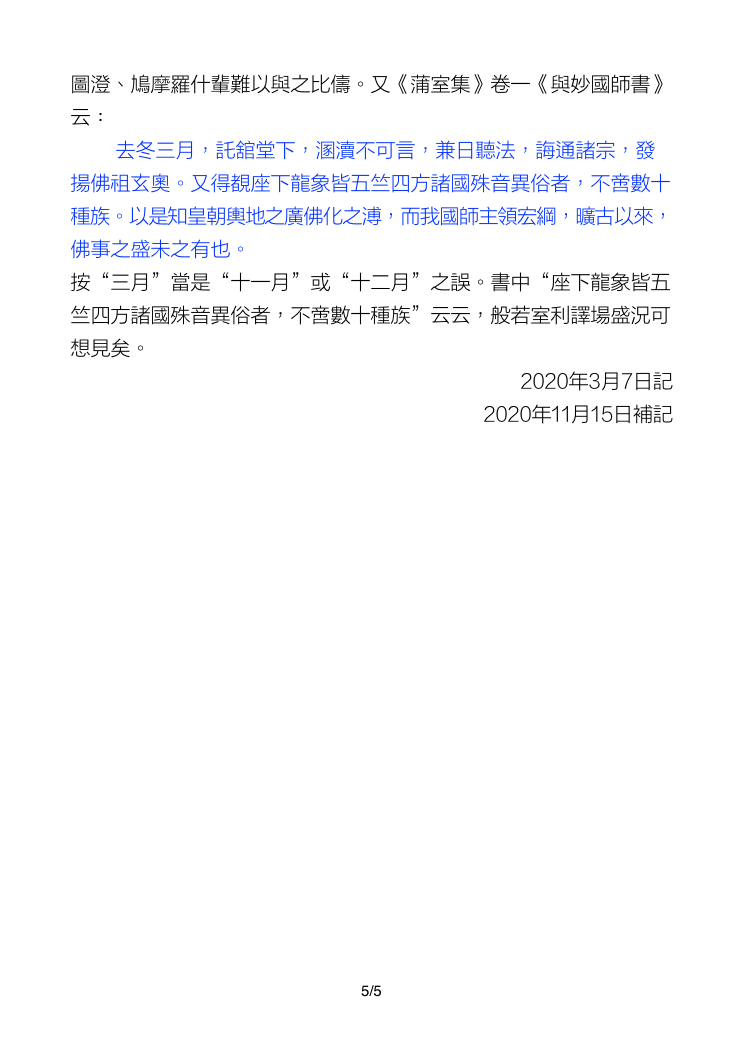 圖澄、鳩摩羅什輩難以與之比儔。又《蒲室集》卷一《與妙國師書》
云：
去冬三月，託舘堂下，溷瀆不可言，兼日聽法，誨通諸宗，發
揚佛祖玄奧。又得覩座下龍象皆五竺四方諸國殊音異俗者，不啻數十
種族。以是知皇朝輿地之廣佛化之溥，而我國師主領宏綱，曠古以來，
佛事之盛未之有也。
按“三月”當是“十一月”或“十二月”之誤。書中“座下龍象皆五
竺四方諸國殊音異俗者，不啻數十種族”云云，般若室利譯場盛況可
想見矣。
2020年3月7日記
2020年11月15日補記
5/5